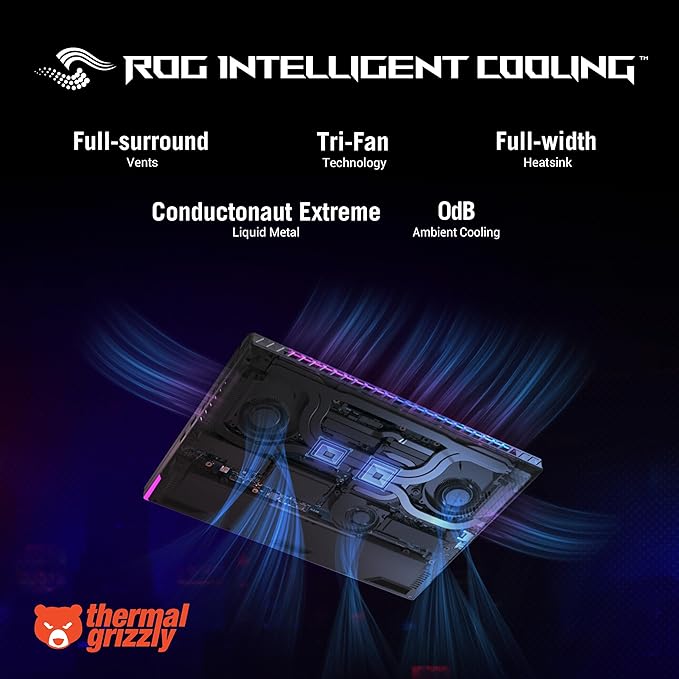 ROG INTELLIGENT COOLING™
Full-surround
Vents
Tri-Fan
Technology
Full-width
Heatsink
Conductonaut Extreme
Liquid Metal
0dB
Ambient Cooling
thermal
grizzly